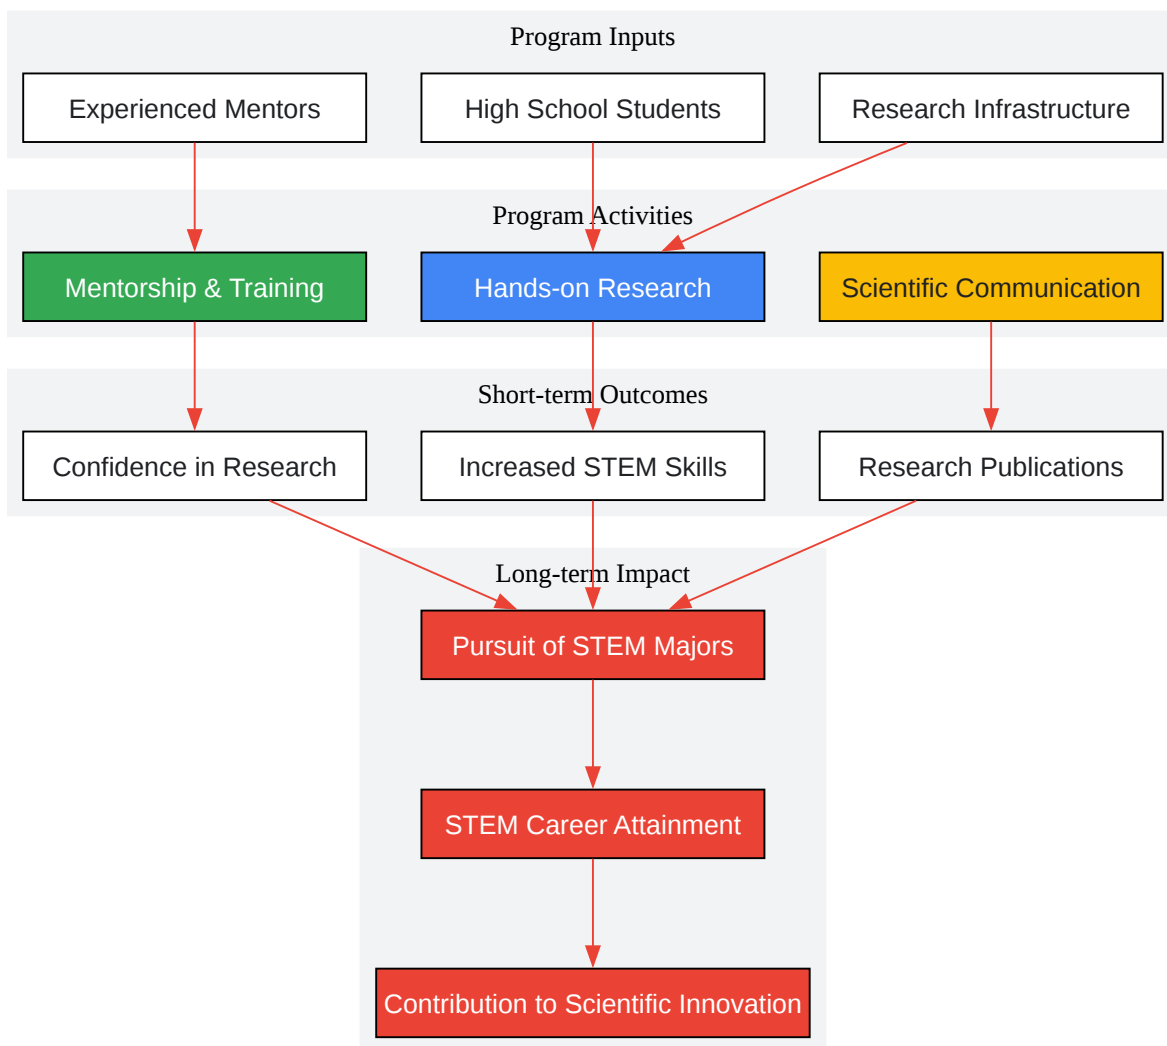 Program Inputs
Experienced Mentors
High School Students
Research Infrastructure
Program Activities
Mentorship & Training
Hands-on Research
Scientific Communication
Short-term Outcomes
Confidence in Research
Increased STEM Skills
Research Publications
Long-term Impact
Pursuit of STEM Majors
STEM Career Attainment
Contribution to Scientific Innovation